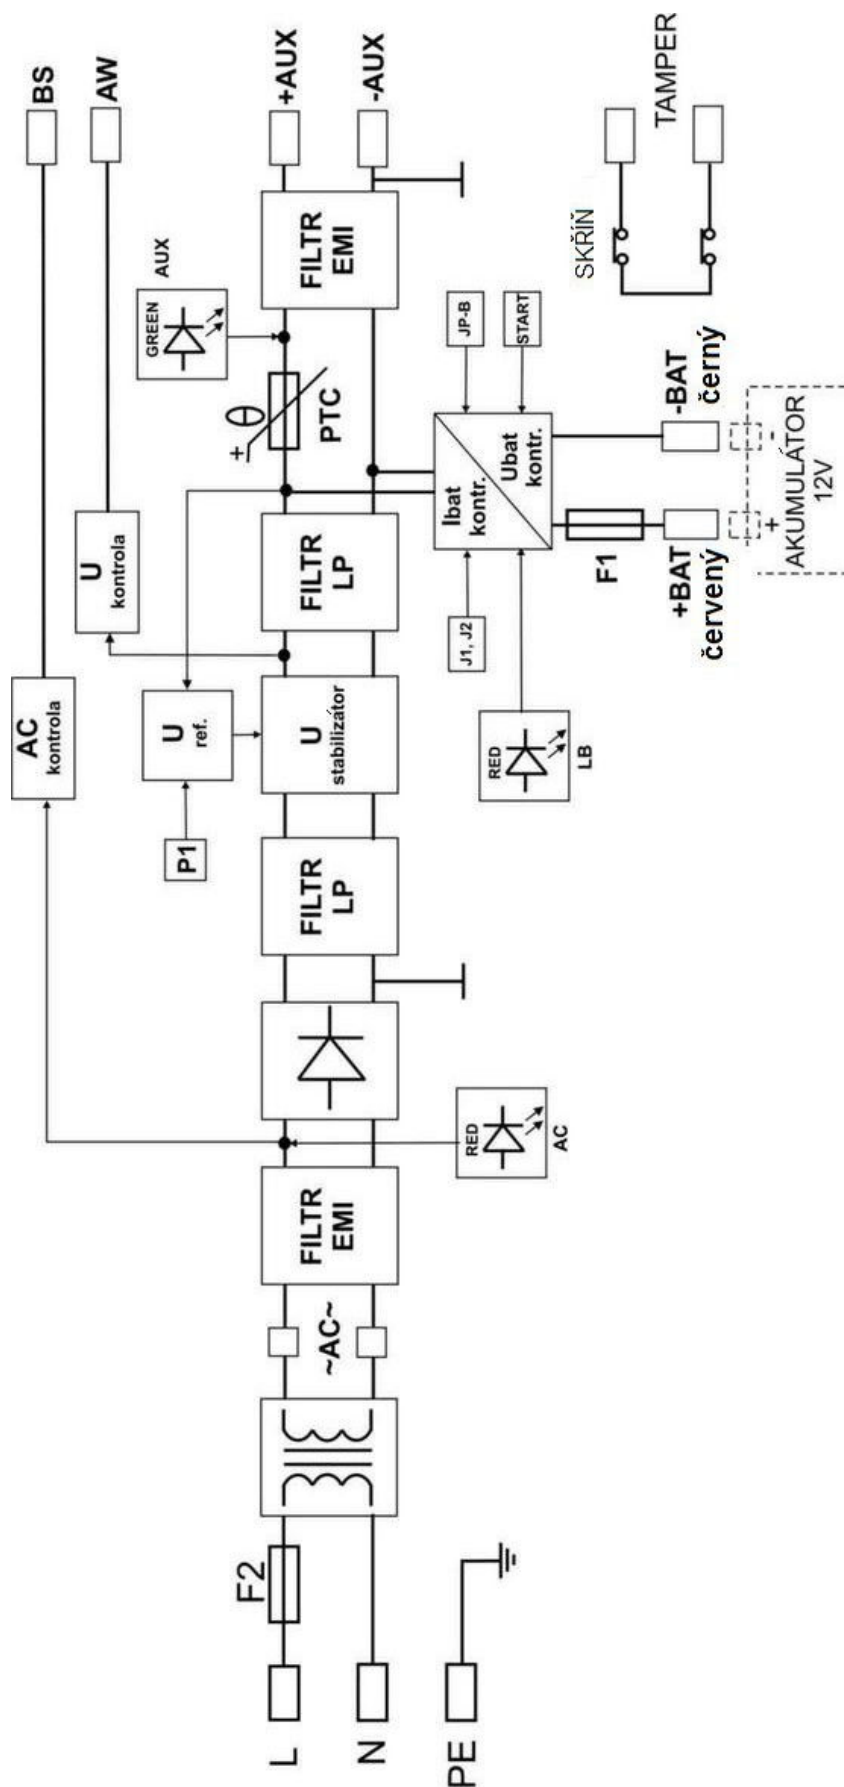 BS
AW
+AUX
-AUX
AC
kontrola
U
kontrola
GREEN
AUX
U
ref.
P1
L
F2
N
PE
~AC~
FILTR
EMI
FILTR
LP
U
stabilizátor
FILTR
LP
+
θ
PTC
FILTR
EMI
RED
AC
RED
LB
J1, J2
Ibat
kontr.
Ubat
kontr.
JP-B
START
F1
+BAT
červený
-BAT
černý
+
-
AKUMULÁTOR
12V
SKŘÍŇ
TAMPER